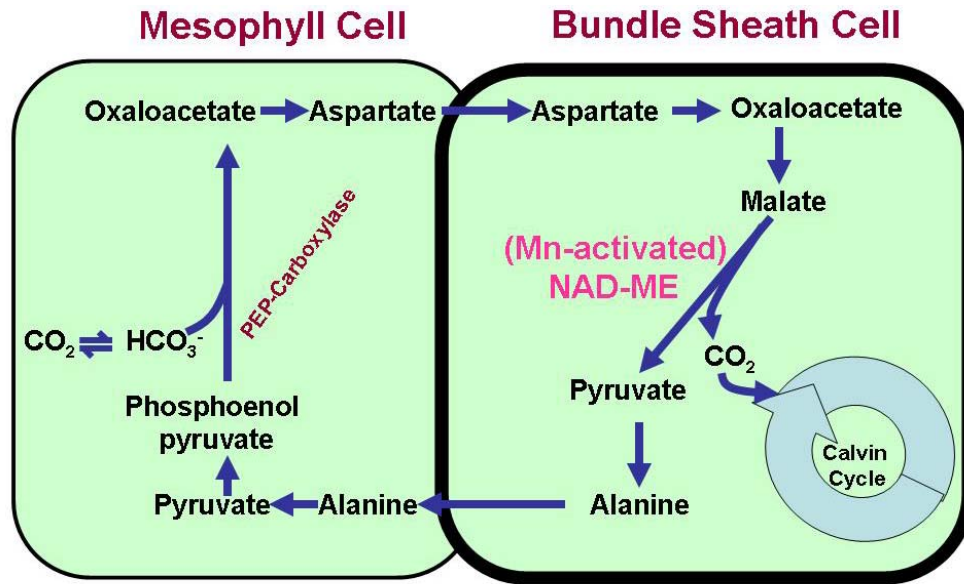 Mesophyll Cell
Bundle Sheath Cell
Oxaloacetate
Aspartate
Aspartate
Oxaloacetate
Malate
(Mn-activated)
NAD-ME
PEP-Carboxylase
CO₂
HCO₃⁻
CO₂
Phosphoenol
pyruvate
Pyruvate
Calvin
Cycle
Pyruvate
Alanine
Alanine